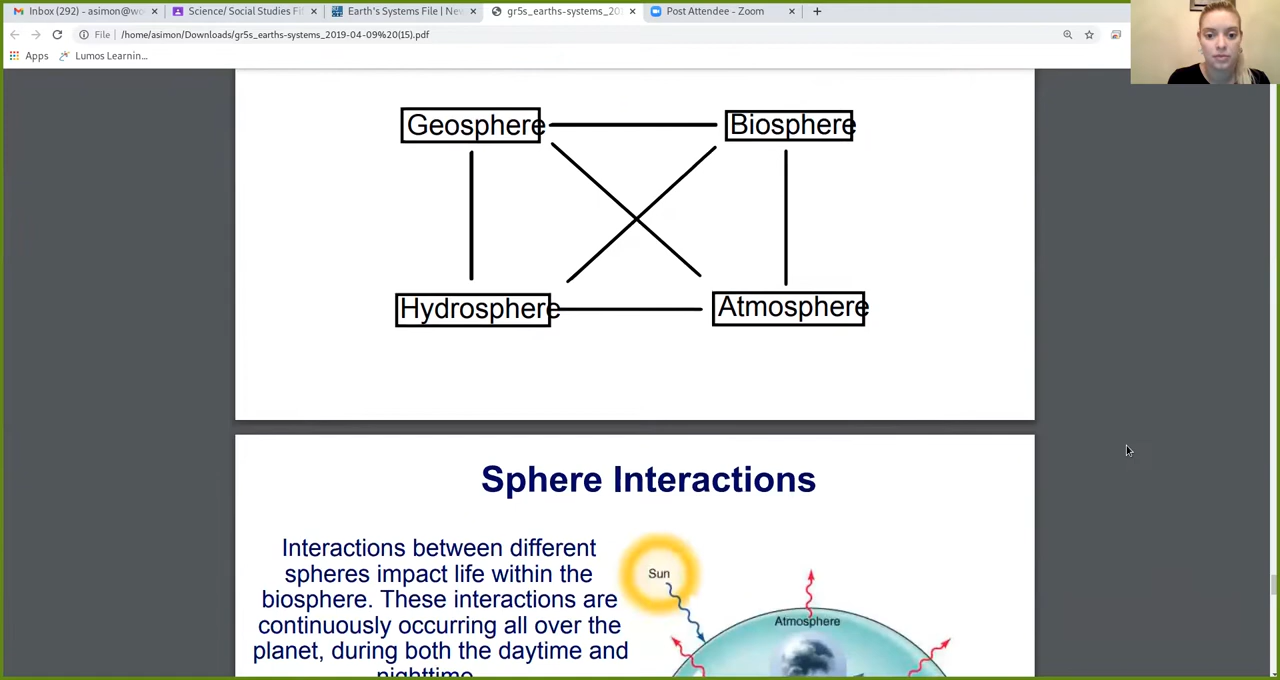 Inbox (292) - asimon@wo
Science/ Social Studies Fi
Earth's Systems File | New
gr5s_earths-systems_20
Post Attendee - Zoom
File
/home/asimon/Downloads/gr5s_earths-systems_2019-04-09%20(15).pdf
Apps
Lumos Learnin...
Geosphere
Biosphere
Hydrosphere
Atmosphere
Sphere Interactions
Interactions between different
spheres impact life within the
biosphere. These interactions are
continuously occurring all over the
planet, during both the daytime and
nighttime
Sun
Atmosphere